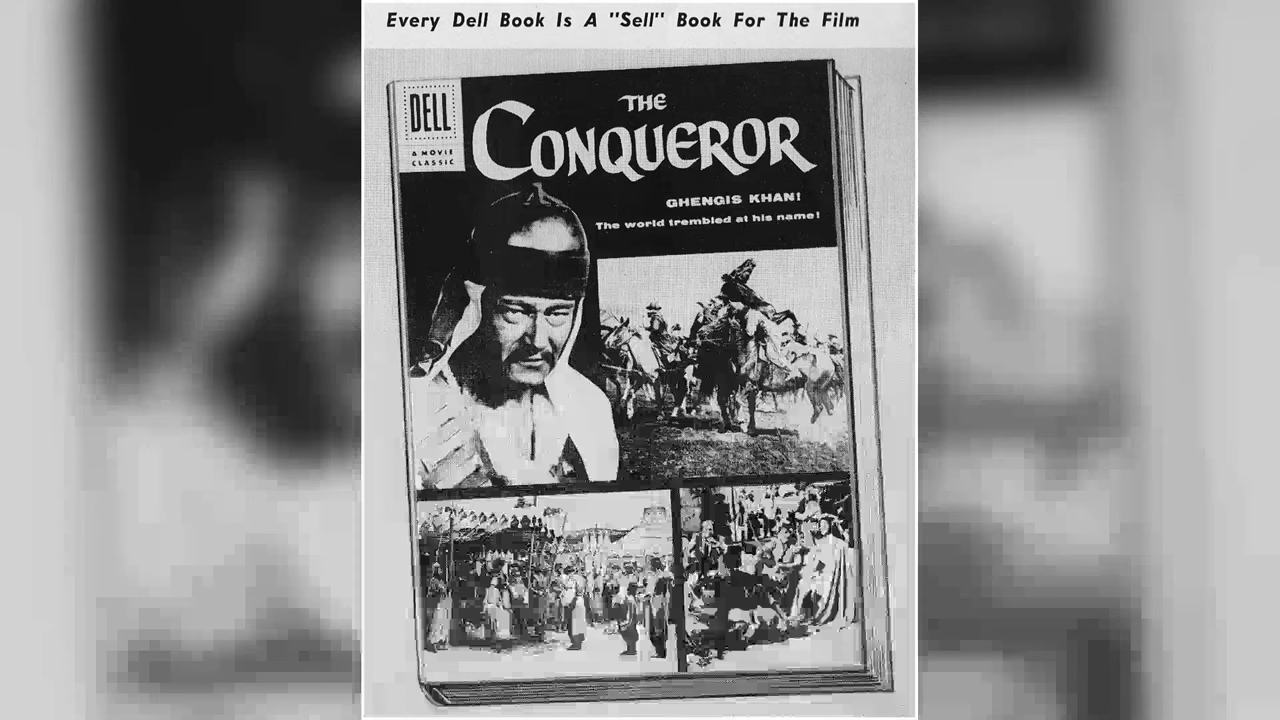 Every Dell Book Is A "Sell" Book For The Film
DELL
A MOVIE
CLASSIC
THE
CONQUEROR
GHENGIS KHAN!
The world trembled at his name!